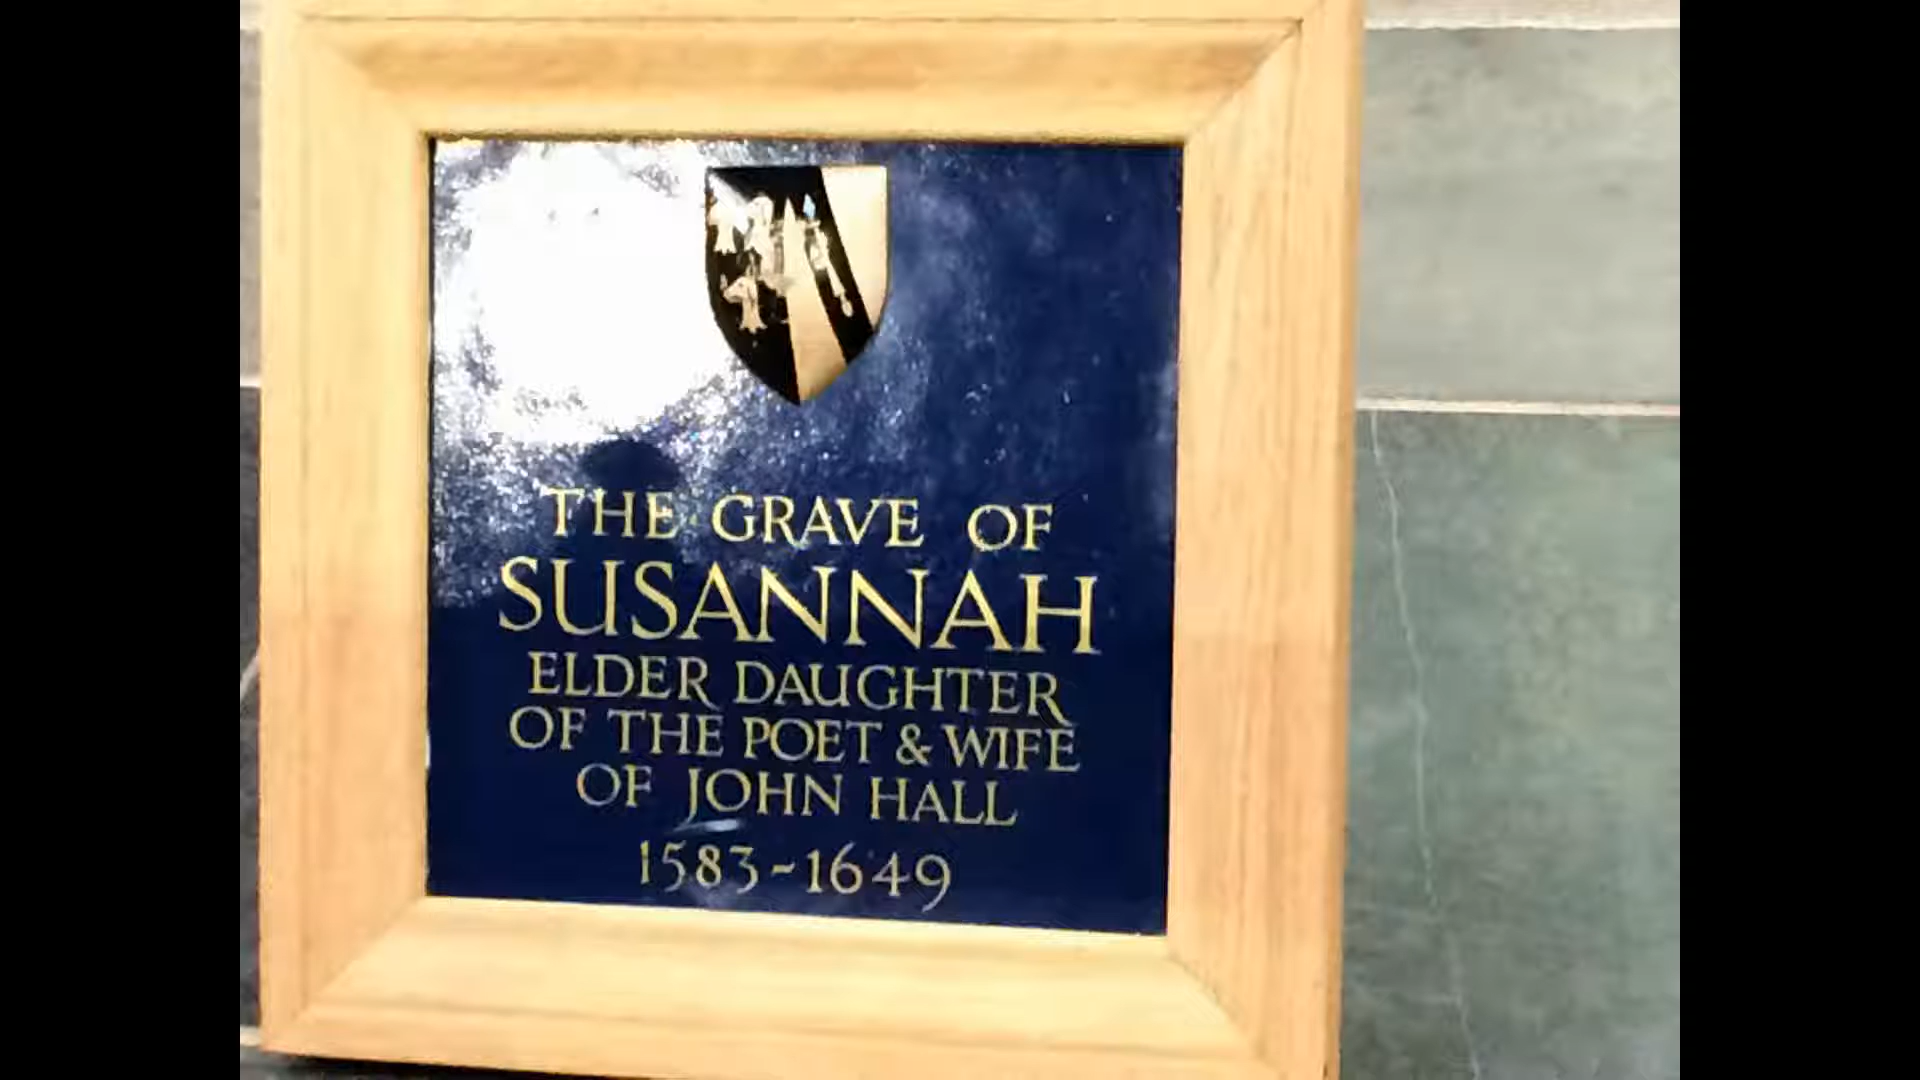 THE GRAVE OF
SUSANNAH
ELDER DAUGHTER
OF THE POET & WIFE
OF JOHN HALL
1583-1649